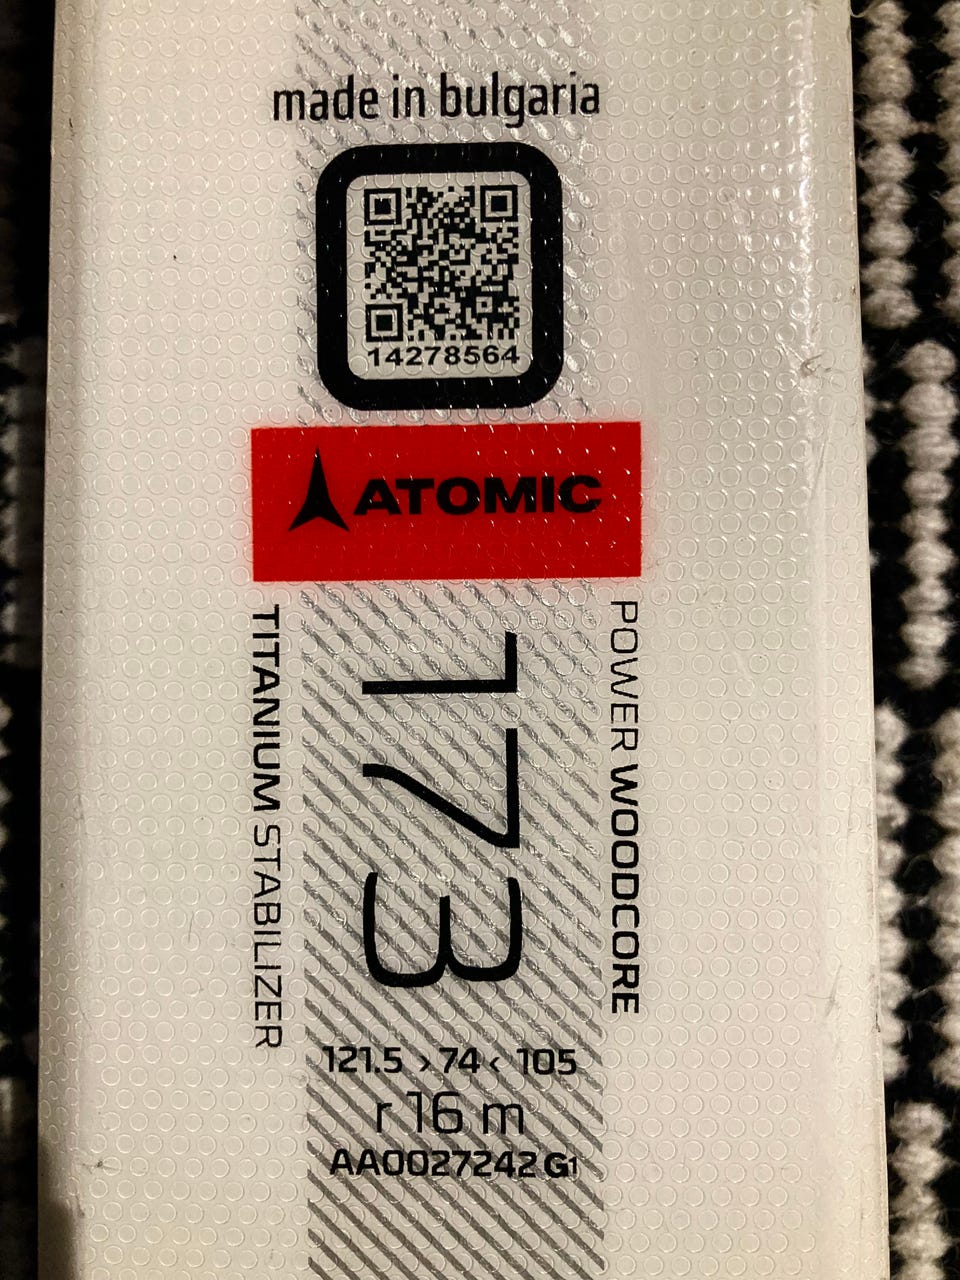 made in bulgaria
14278564
ATOMIC
POWER WOODCORE
173
TITANIUM STABILIZER
121.5 › 74 ‹ 105
r 16 m
AA0027242 G1